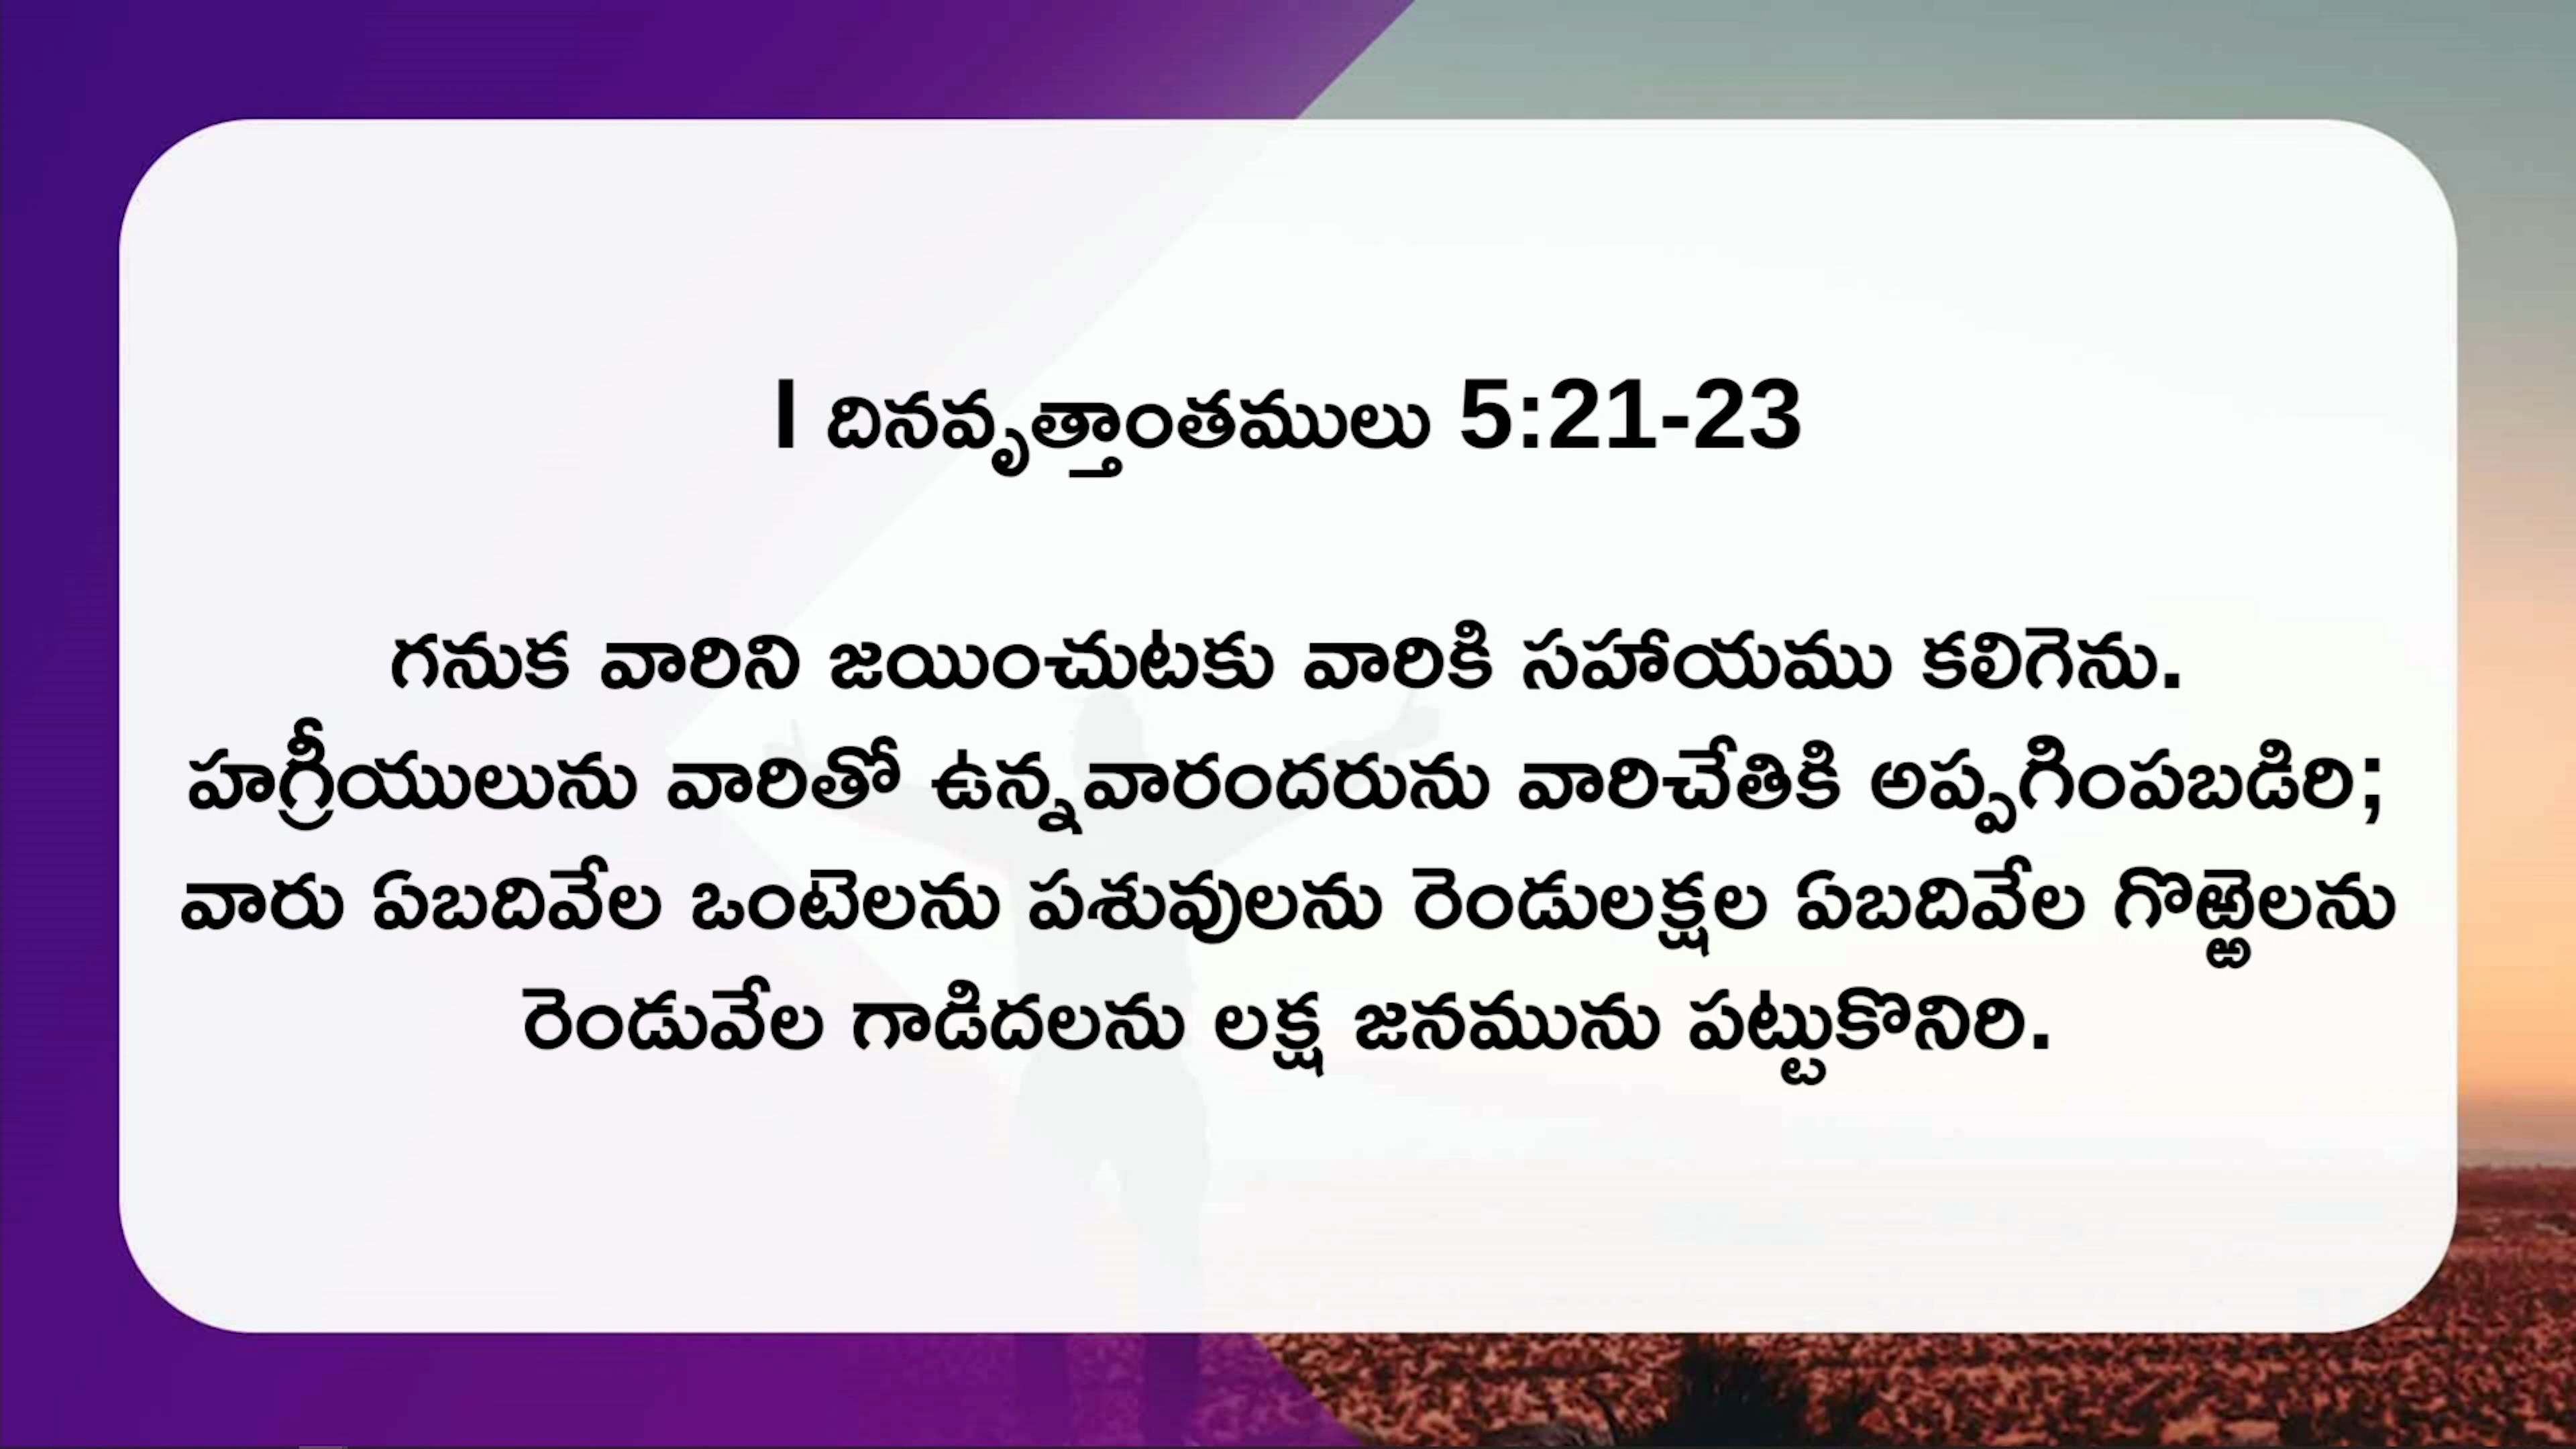 I దినవృత్తాంతములు 5:21-23
గనుక వారిని జయించుటకు వారికి సహాయము కలిగెను.
హగ్రీయులును వారితో ఉన్నవారందరును వారిచేతికి అప్పగింపబడిరి;
వారు ఏబదివేల ఒంటెలను పశువులను రెండులక్షల ఏబదివేల గొఱ్ఱెలను
రెండువేల గాడిదలను లక్ష జనమును పట్టుకొనిరి.